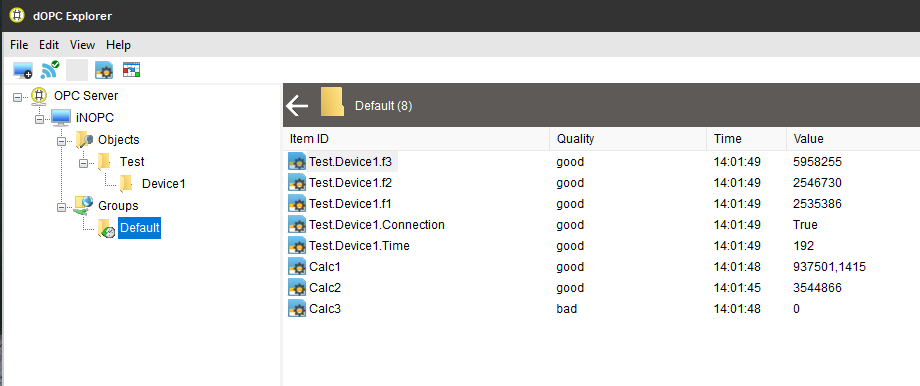 dOPC Explorer
File Edit View Help
OPC Server
iNOPC
Objects
Test
Device1
Groups
Default
Default (8)
Item ID Quality Time Value
Test.Device1.f3 good 14:01:49 5958255
Test.Device1.f2 good 14:01:49 2546730
Test.Device1.f1 good 14:01:49 2535386
Test.Device1.Connection good 14:01:49 True
Test.Device1.Time good 14:01:49 192
Calc1 good 14:01:48 937501,1415
Calc2 good 14:01:45 3544866
Calc3 bad 14:01:48 0